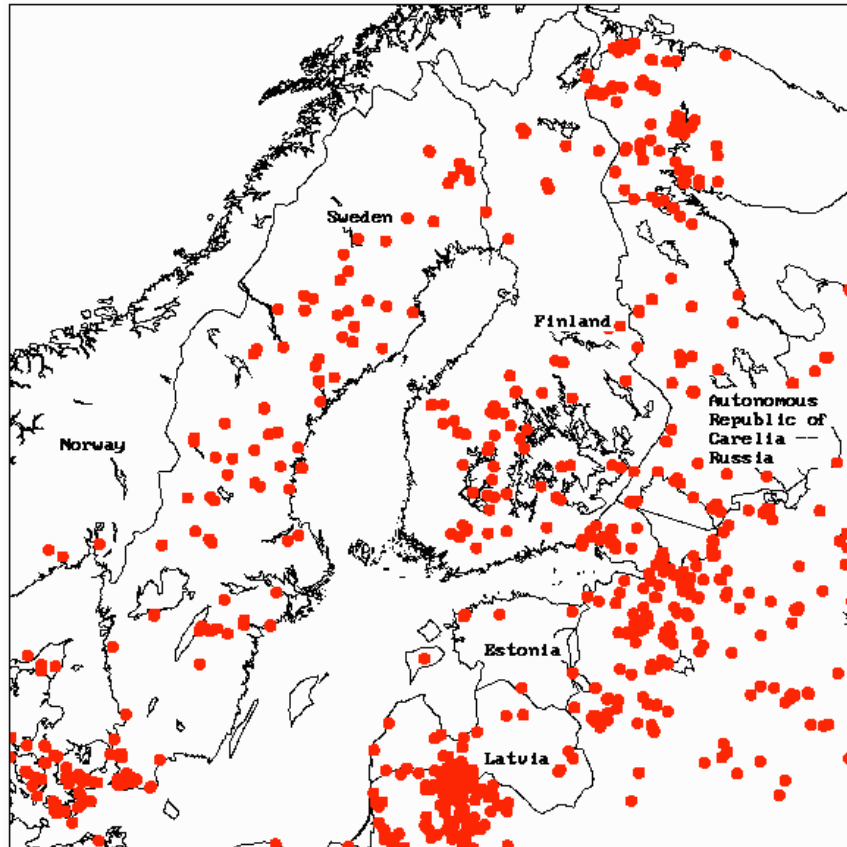 Sweden
Finland
Autonomous
Republic of
Carelia --
Russia
Norway
Estonia
Latvia